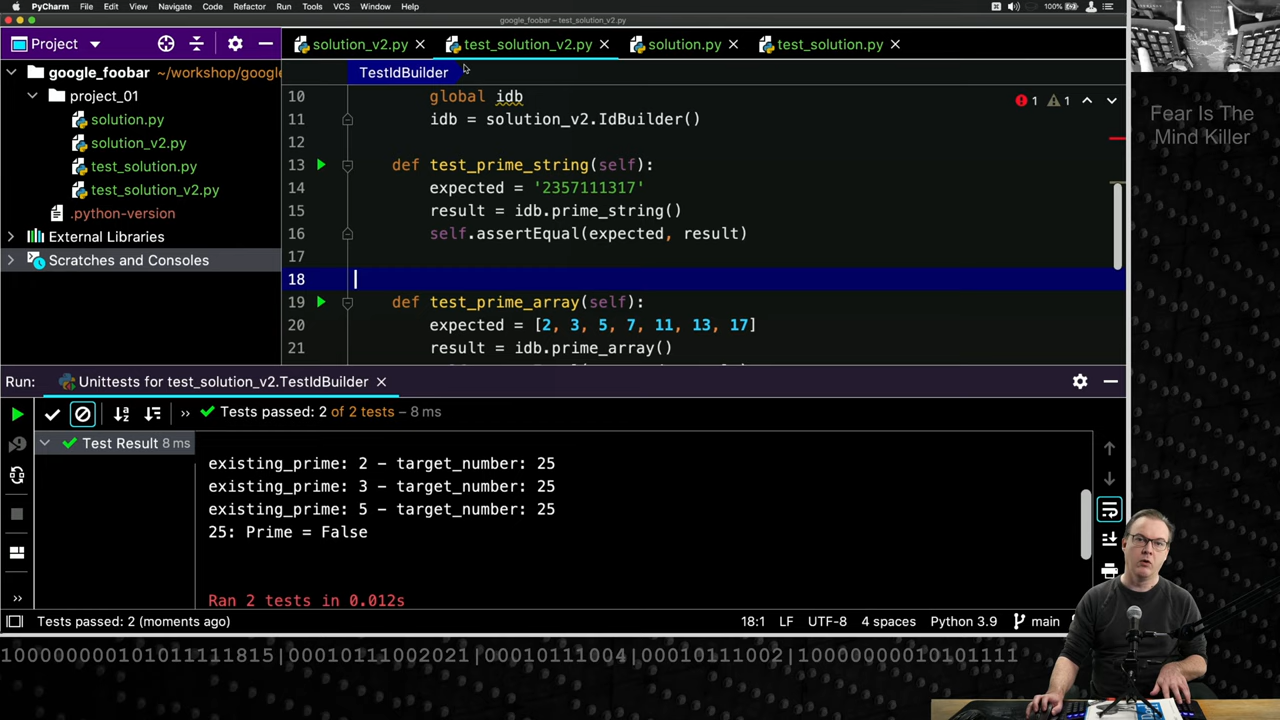 PyCharm File Edit View Navigate Code Refactor Run Tools VCS Window Help
100%
google_foobar – test_solution_v2.py
Project
solution_v2.py
test_solution_v2.py
solution.py
test_solution.py
google_foobar ~/workshop/google
project_01
solution.py
solution_v2.py
test_solution.py
test_solution_v2.py
.python-version
External Libraries
Scratches and Consoles
TestIdBuilder
1 1
10 global idb
11 idb = solution_v2.IdBuilder()
12
13 def test_prime_string(self):
14 expected = '2357111317'
15 result = idb.prime_string()
16 self.assertEqual(expected, result)
17
18
19 def test_prime_array(self):
20 expected = [2, 3, 5, 7, 11, 13, 17]
21 result = idb.prime_array()
Fear Is The
Mind Killer
Run: Unittests for test_solution_v2.TestIdBuilder
Tests passed: 2 of 2 tests – 8 ms
Test Result 8 ms
existing_prime: 2 - target_number: 25
existing_prime: 3 - target_number: 25
existing_prime: 5 - target_number: 25
25: Prime = False
Ran 2 tests in 0.012s
Tests passed: 2 (moments ago)
18:1 LF UTF-8 4 spaces Python 3.9 main
10000000010101111815|00010111002021|00010111004|00010111002|10000000010101111